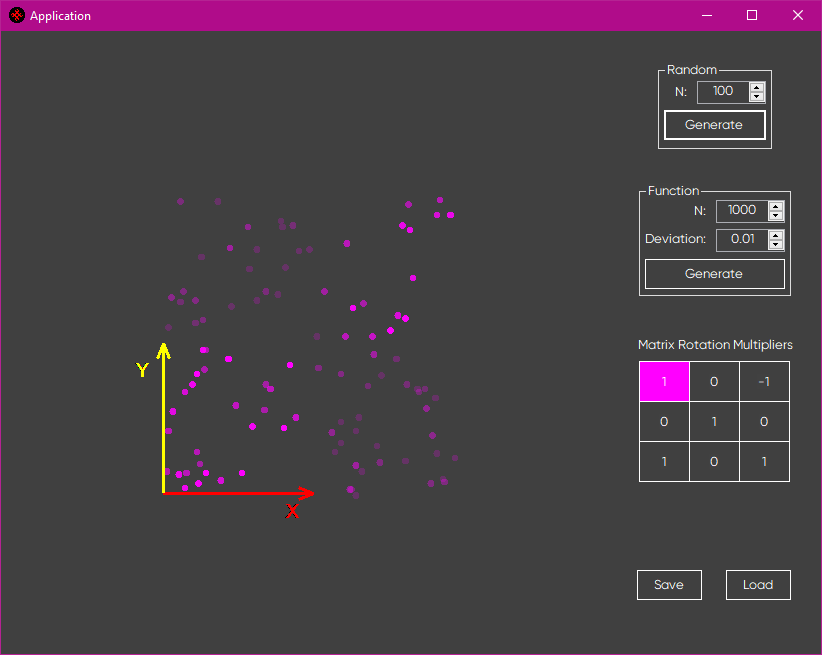 Application
Random
N: 100
Generate
Function
N: 1000
Deviation: 0.01
Generate
Matrix Rotation Multipliers
1 0 -1
0 1 0
1 0 1
Y
X
Save Load